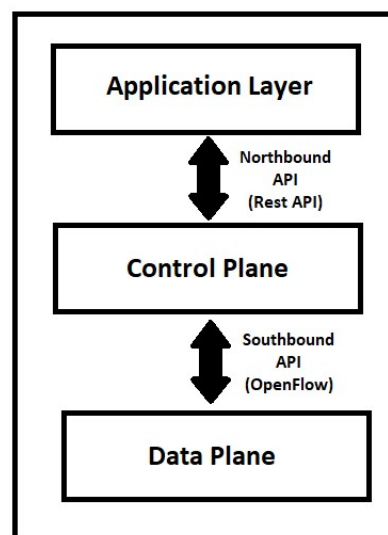 Application Layer
Northbound
API
(Rest API)
Control Plane
Southbound
API
(OpenFlow)
Data Plane